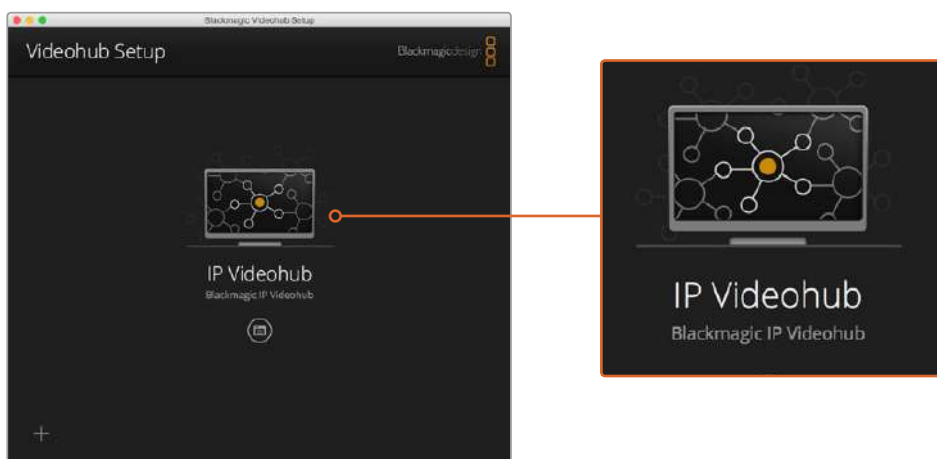 Blackmagic Videohub Setup
Videohub Setup
Blackmagicdesign
IP Videohub
Blackmagic IP Videohub
IP Videohub
Blackmagic IP Videohub